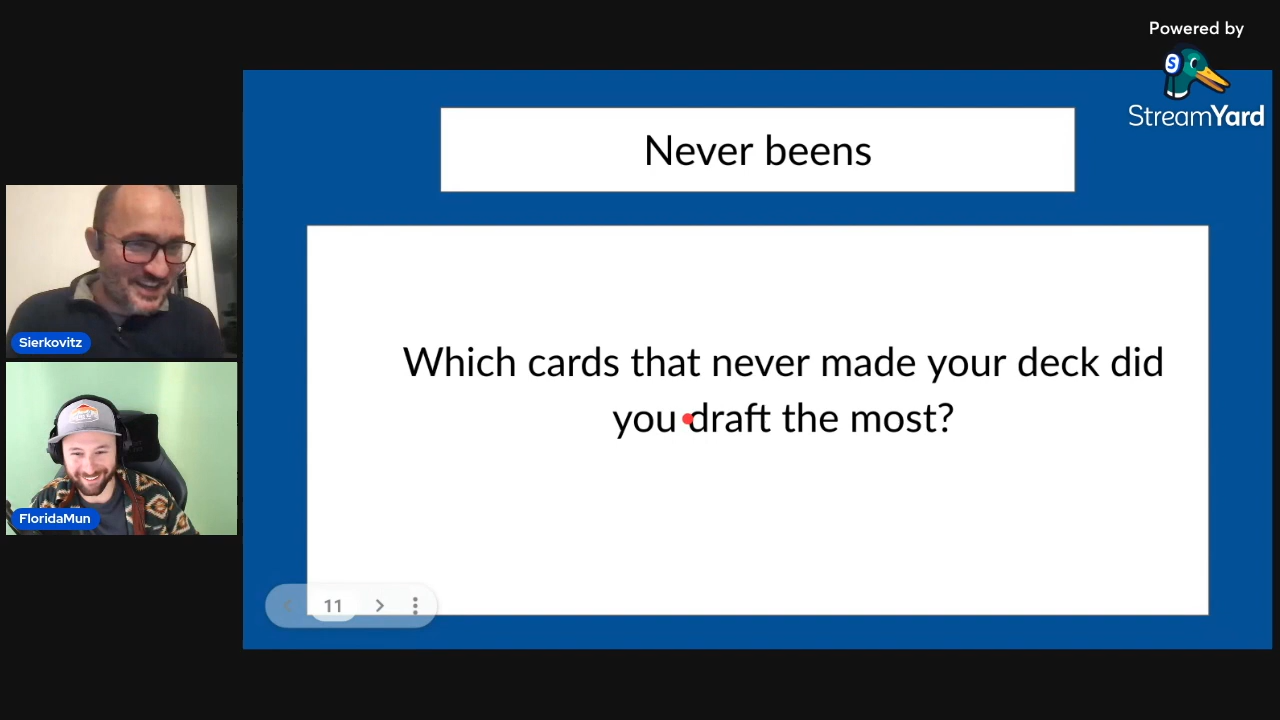 Powered by
StreamYard
Never beens
Which cards that never made your deck did
you draft the most?
Sierkovitz
FloridaMun
11